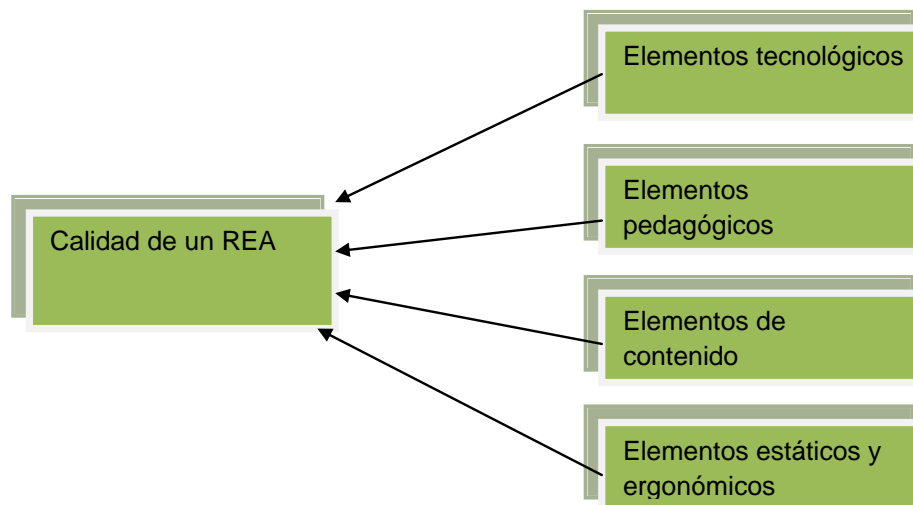 Elementos tecnológicos
Elementos
pedagógicos
Calidad de un REA
Elementos de
contenido
Elementos estáticos y
ergonómicos